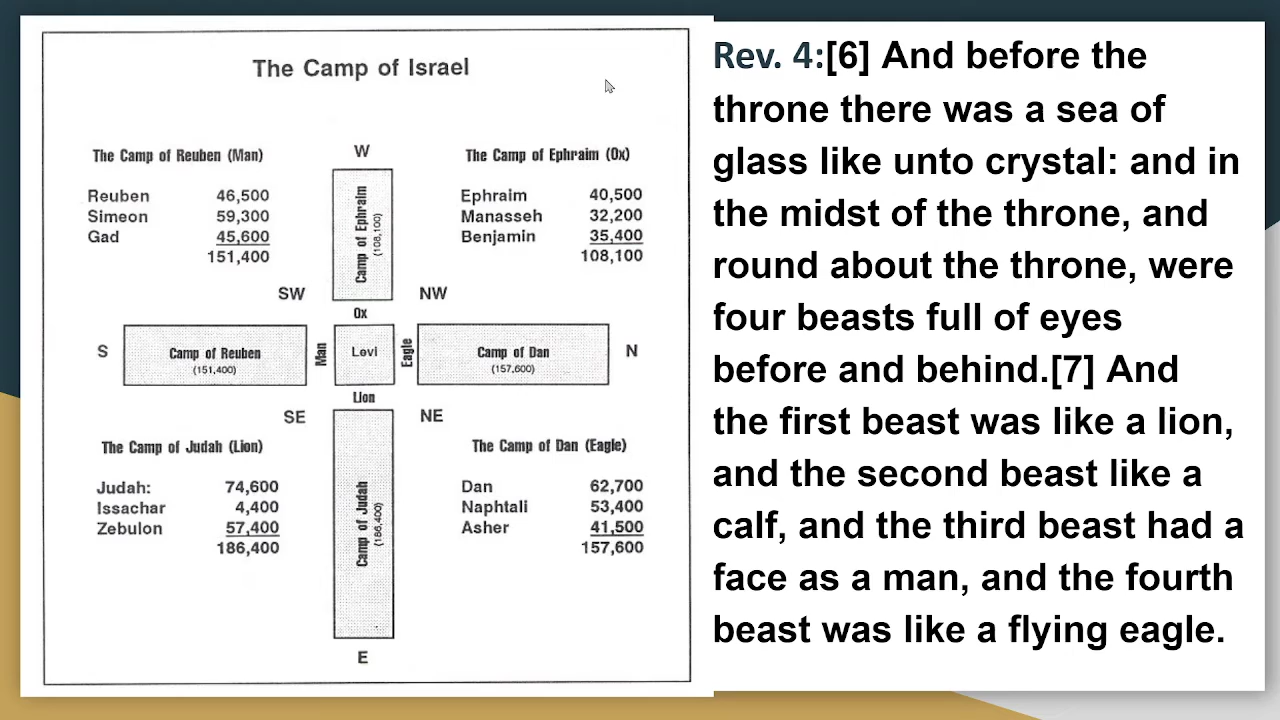 The Camp of Israel
The Camp of Reuben (Man)
Reuben 46,500
Simeon 59,300
Gad 45,600
151,400
W
The Camp of Ephraim (Ox)
Ephraim 40,500
Manasseh 32,200
Benjamin 35,400
108,100
Camp of Ephraim
(108,100)
SW
NW
Ox
S
Camp of Reuben
(151,400)
Man
Levi
Eagle
Camp of Dan
(157,600)
N
Lion
SE
NE
The Camp of Judah (Lion)
Judah: 74,600
Issachar 4,400
Zebulon 57,400
186,400
Camp of Judah
(186,400)
The Camp of Dan (Eagle)
Dan 62,700
Naphtali 53,400
Asher 41,500
157,600
E
Rev. 4:[6] And before the
throne there was a sea of
glass like unto crystal: and in
the midst of the throne, and
round about the throne, were
four beasts full of eyes
before and behind.[7] And
the first beast was like a lion,
and the second beast like a
calf, and the third beast had a
face as a man, and the fourth
beast was like a flying eagle.